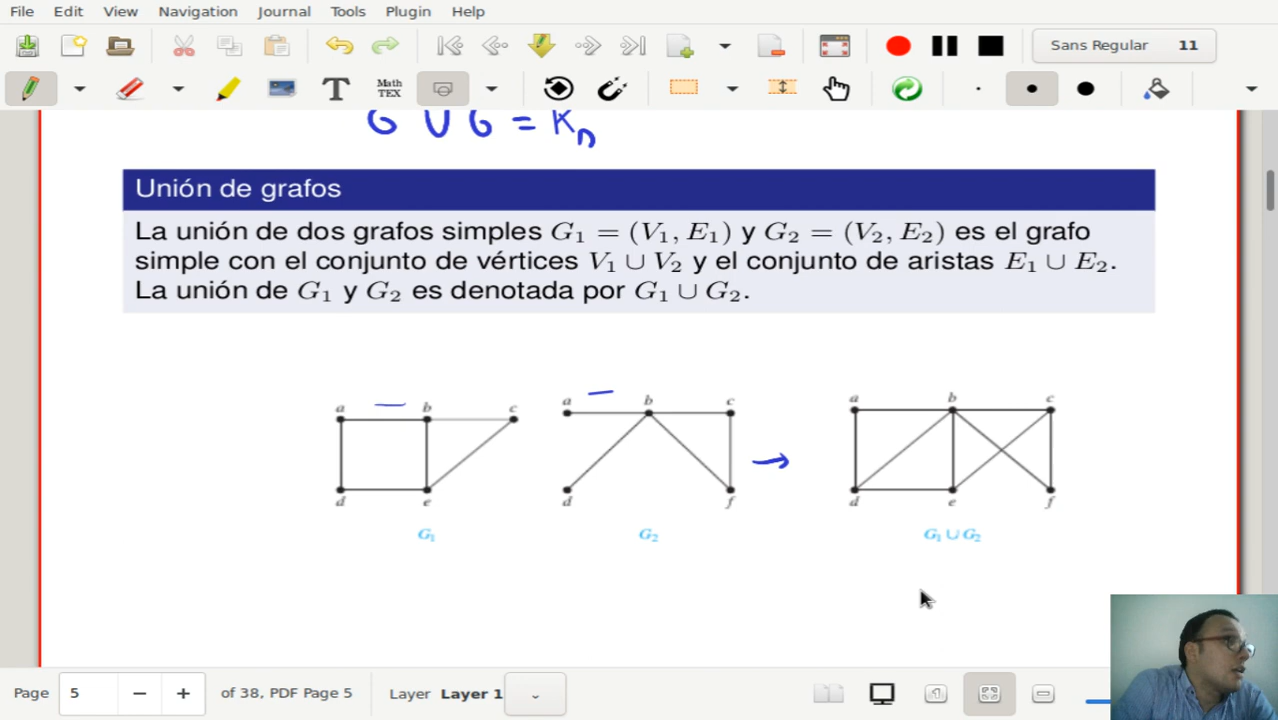 File Edit View Navigation Journal Tools Plugin Help
Sans Regular 11
T Math TEX
G ∪ G = Kn
Unión de grafos
La unión de dos grafos simples G₁ = (V₁, E₁) y G₂ = (V₂, E₂) es el grafo
simple con el conjunto de vértices V₁ ∪ V₂ y el conjunto de aristas E₁ ∪ E₂.
La unión de G₁ y G₂ es denotada por G₁ ∪ G₂.
a b c a b c a b c
d e d f d e f
G₁ G₂ G₁ ∪ G₂
Page 5 − + of 38, PDF Page 5 Layer Layer 1